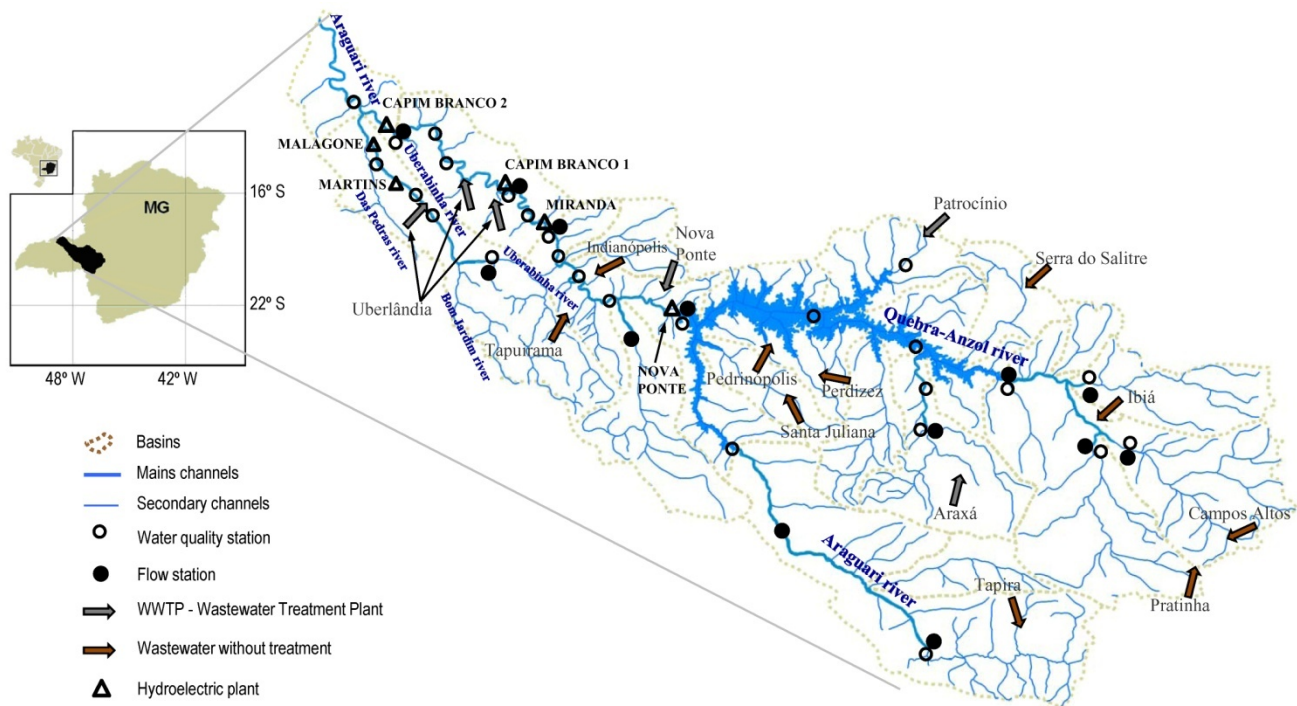 Araguari river
CAPIM BRANCO 2
MALAGONE
MARTINS
Uberabinha river
CAPIM BRANCO 1
MIRANDA
Das Pedras river
Uberlândia
Bom Jardim river
Uberabinha river
Indianópolis
Nova
Ponte
Tapuirama
NOVA
PONTE
Patrocínio
Serra do Salitre
Quebra-Anzol river
Pedrinópolis
Perdizez
Santa Juliana
Ibiá
Araxá
Campos Altos
Pratinha
Tapira
Araguari river
MG
16° S
22° S
48°W
42°W
Basins
Mains channels
Secondary channels
Water quality station
Flow station
WWTP - Wastewater Treatment Plant
Wastewater without treatment
Hydroelectric plant